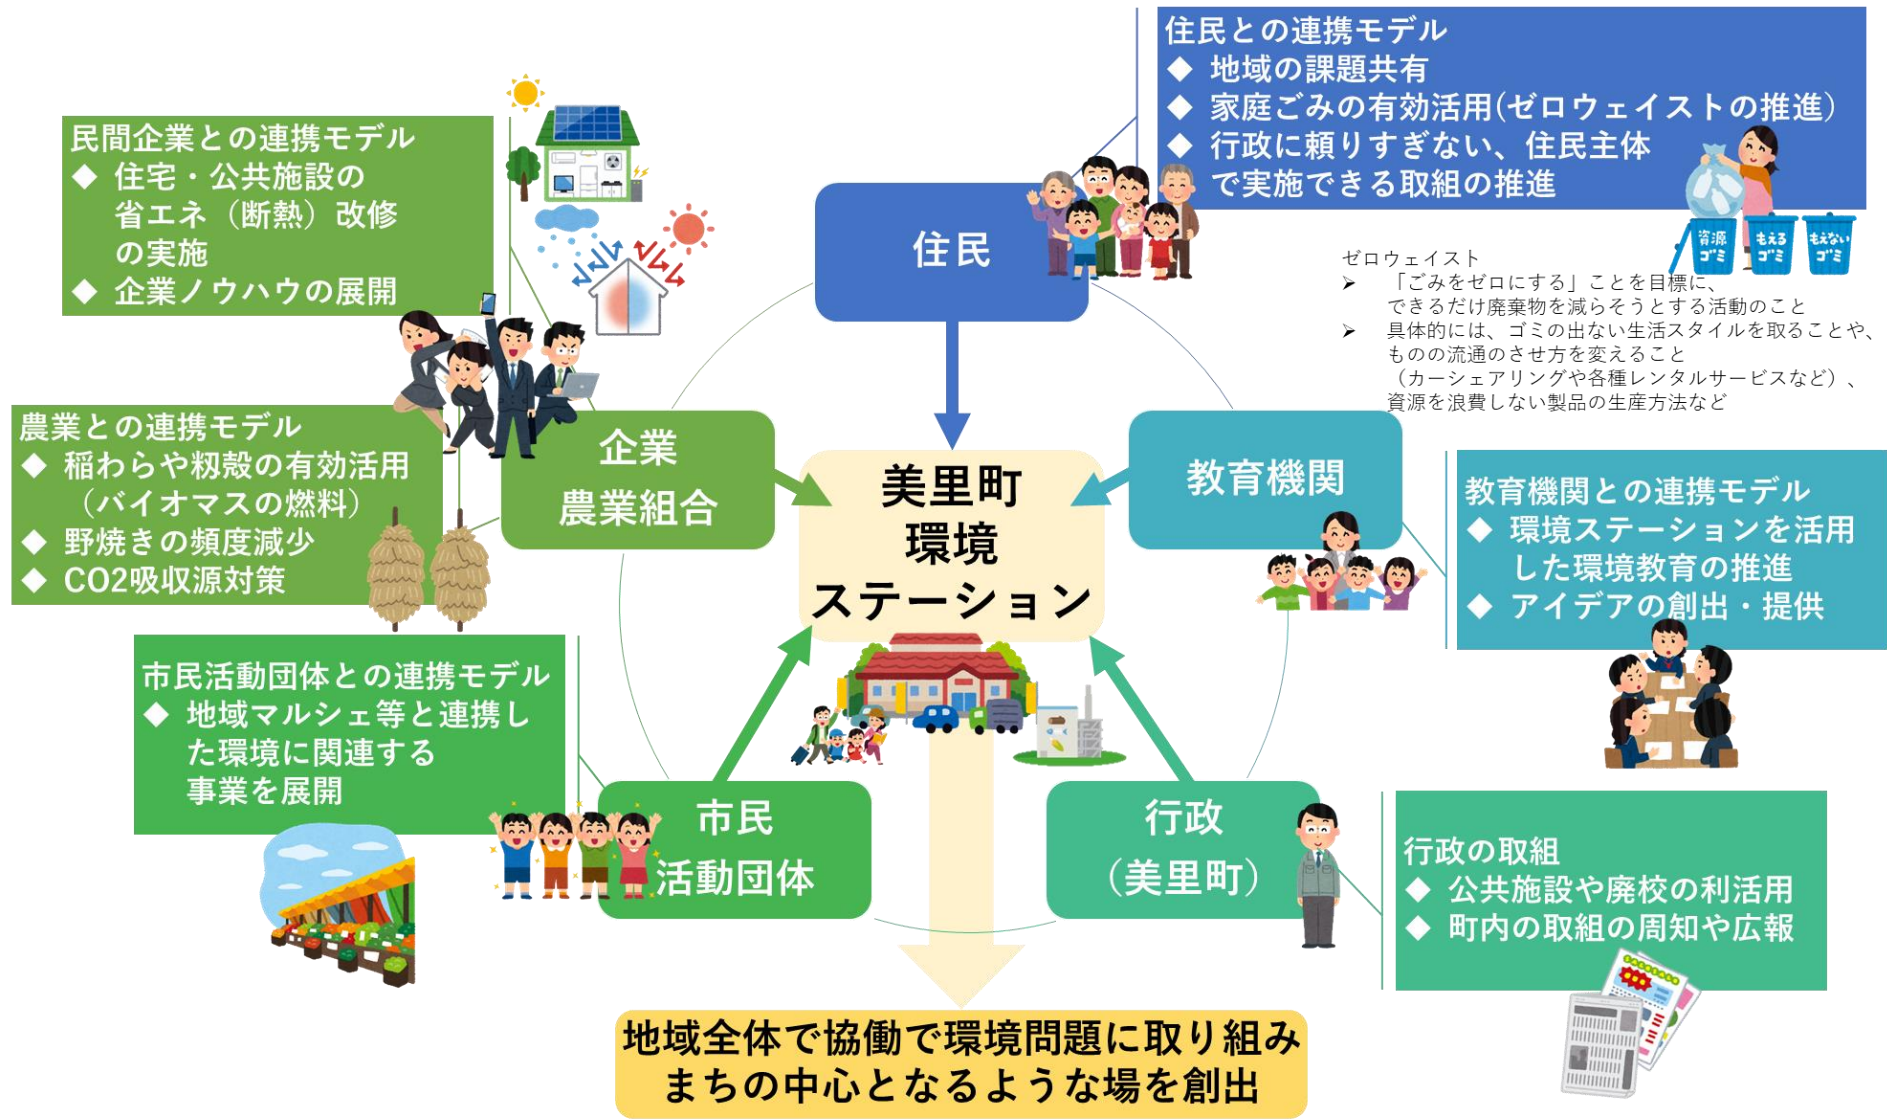 住民との連携モデル
◆ 地域の課題共有
◆ 家庭ごみの有効活用(ゼロウェイストの推進)
◆ 行政に頼りすぎない、住民主体
で実施できる取組の推進
資源
ゴミ
もえる
ゴミ
もえない
ゴミ
ゼロウェイスト
➢ 「ごみをゼロにする」ことを目標に、
できるだけ廃棄物を減らそうとする活動のこと
➢ 具体的には、ゴミの出ない生活スタイルを取ることや、
ものの流通のさせ方を変えること
（カーシェアリングや各種レンタルサービスなど）、
資源を浪費しない製品の生産方法など
民間企業との連携モデル
◆ 住宅・公共施設の
省エネ（断熱）改修
の実施
◆ 企業ノウハウの展開
農業との連携モデル
◆ 稲わらや籾殻の有効活用
（バイオマスの燃料）
◆ 野焼きの頻度減少
◆ CO2吸収源対策
市民活動団体との連携モデル
◆ 地域マルシェ等と連携し
た環境に関連する
事業を展開
住民
企業
農業組合
教育機関
美里町
環境
ステーション
市民
活動団体
行政
（美里町）
教育機関との連携モデル
◆ 環境ステーションを活用
した環境教育の推進
◆ アイデアの創出・提供
行政の取組
◆ 公共施設や廃校の利活用
◆ 町内の取組の周知や広報
地域全体で協働で環境問題に取り組み
まちの中心となるような場を創出